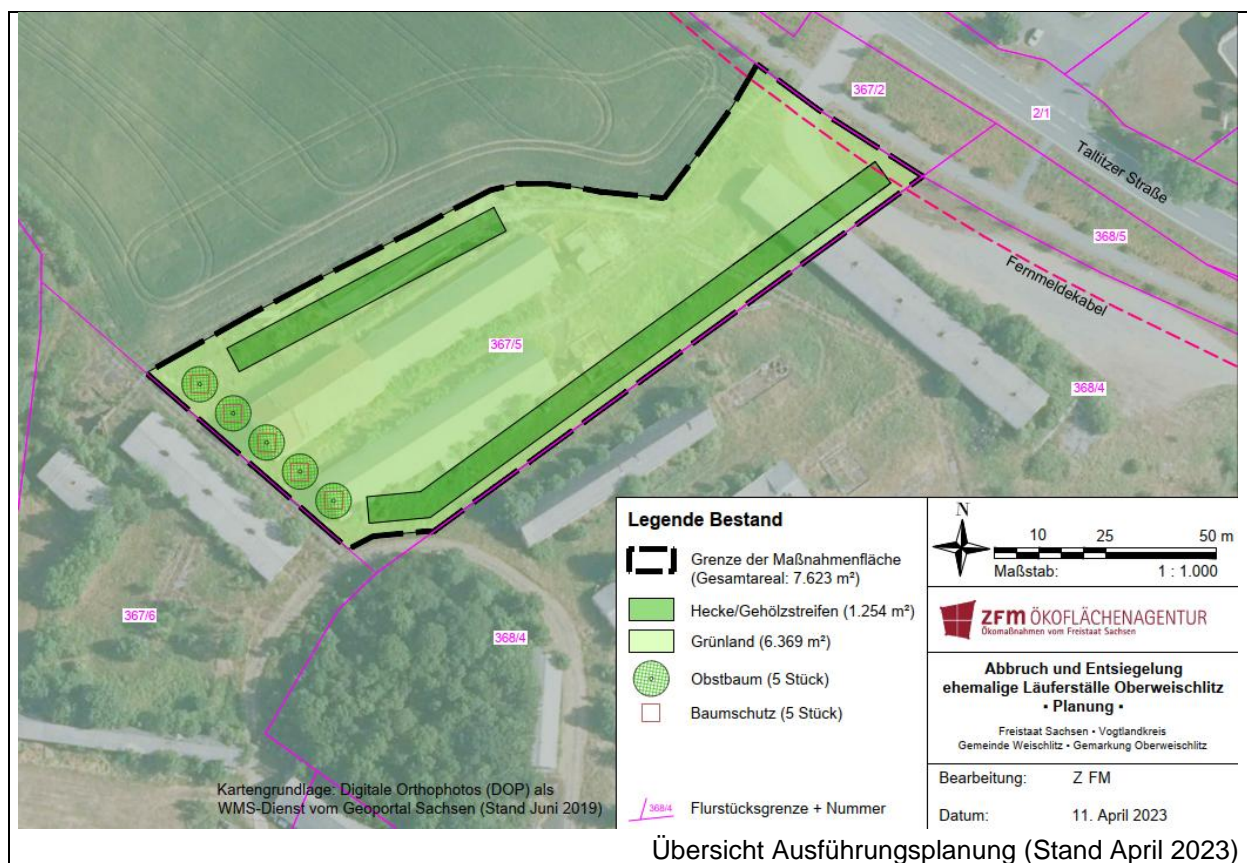 367/2
2/1
Taltitzer Straße
368/5
Fernmeldekabel
367/5
368/4
367/6
368/4
Kartengrundlage: Digitale Orthophotos (DOP) als
WMS-Dienst vom Geoportal Sachsen (Stand Juni 2019)
Legende Bestand
Grenze der Maßnahmenfläche
(Gesamtareal: 7.623 m²)
Hecke/Gehölzstreifen (1.254 m²)
Grünland (6.369 m²)
Obstbaum (5 Stück)
Baumschutz (5 Stück)
368/4
Flurstücksgrenze + Nummer
N
10 25 50 m
Maßstab: 1 : 1.000
ZFM ÖKOFLÄCHENAGENTUR
Ökomaßnahmen vom Freistaat Sachsen
Abbruch und Entsiegelung
ehemalige Läuferställe Oberweischlitz
▪ Planung ▪
Freistaat Sachsen ▪ Vogtlandkreis
Gemeinde Weischlitz ▪ Gemarkung Oberweischlitz
Bearbeitung: Z FM
Datum: 11. April 2023
Übersicht Ausführungsplanung (Stand April 2023)